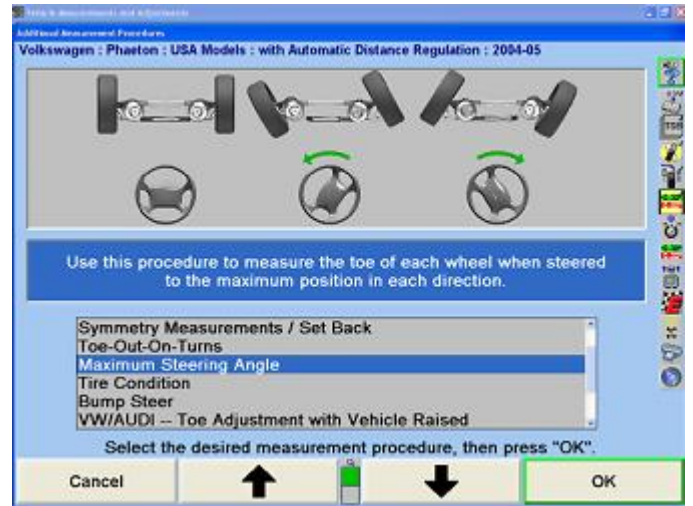 Additional Measurement Procedures
Volkswagen : Phaeton : USA Models : with Automatic Distance Regulation : 2004-05
Use this procedure to measure the toe of each wheel when steered
to the maximum position in each direction.
Symmetry Measurements / Set Back
Toe-Out-On-Turns
Maximum Steering Angle
Tire Condition
Bump Steer
VW/AUDI -- Toe Adjustment with Vehicle Raised
Select the desired measurement procedure, then press "OK".
Cancel
OK
TSB